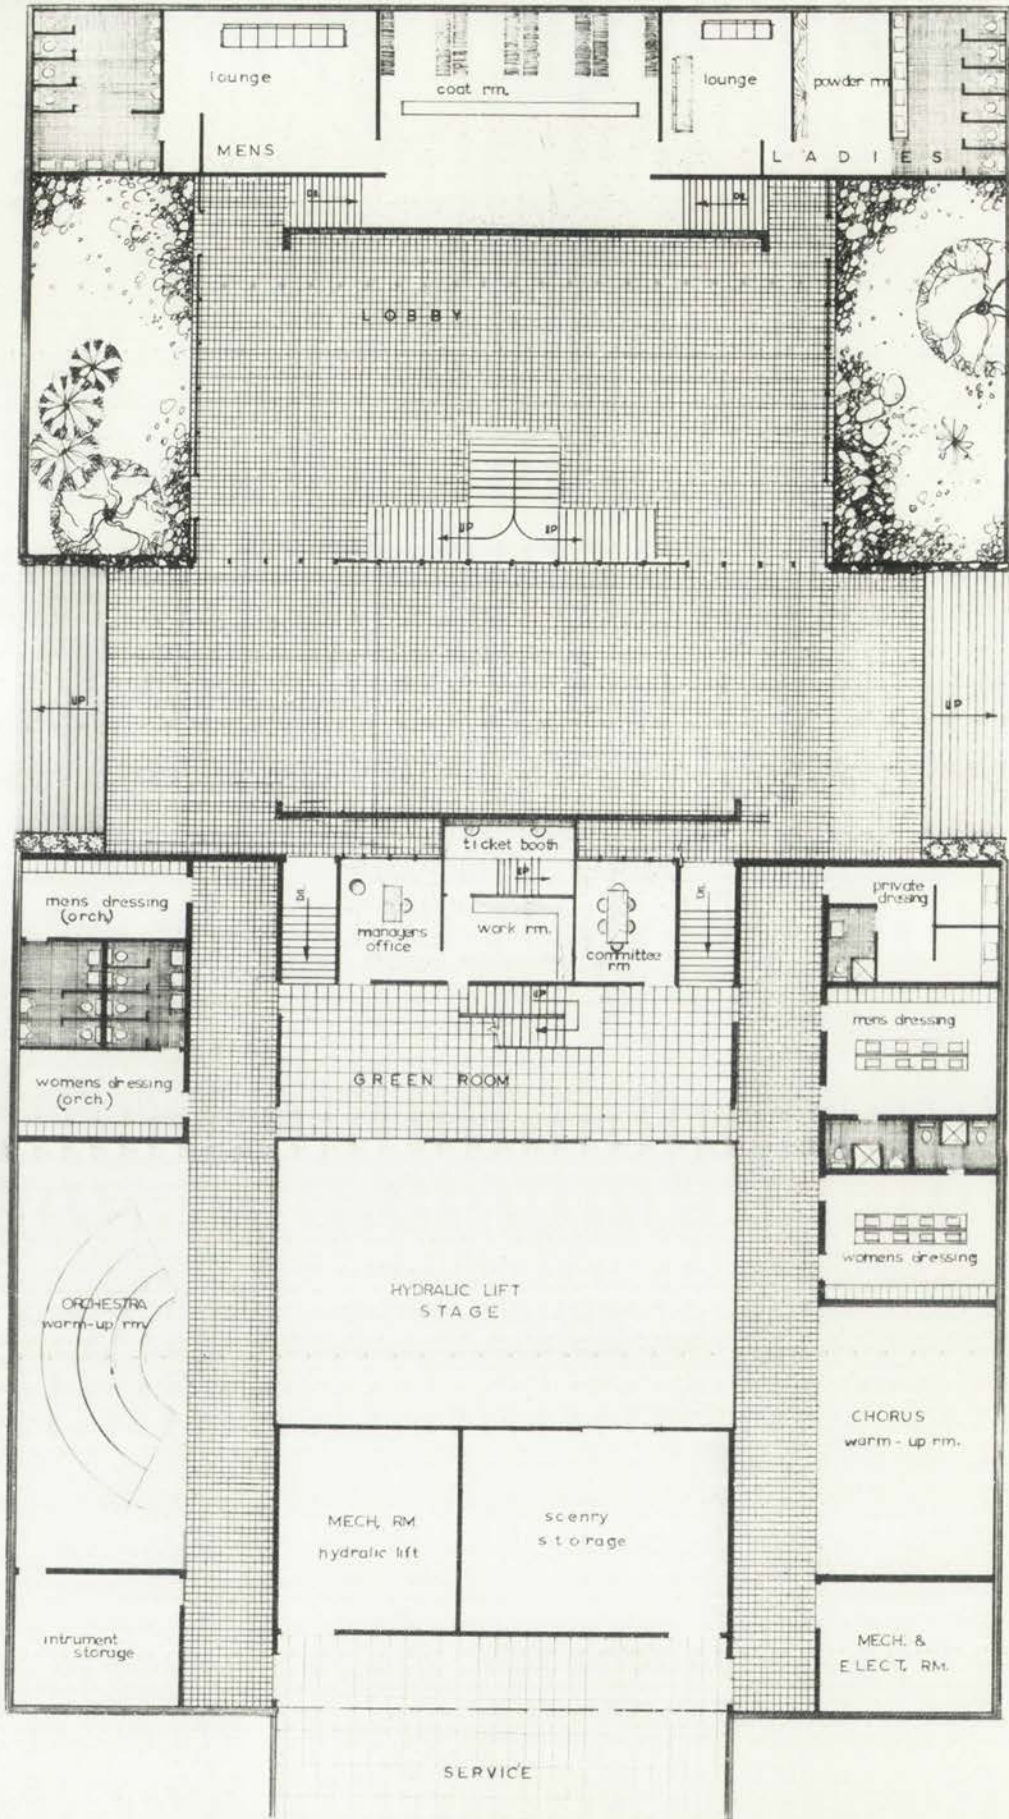 lounge
coat rm.
lounge
powder rm
MENS
LADIES
DN.
DN.
LOBBY
UP
UP
UP
UP
ticket booth
UP
mens dressing
(orch)
DN.
managers
office
work rm.
committee
rm
DN.
private
dressing
UP
mens dressing
womens dressing
(orch.)
GREEN ROOM
womens dressing
ORCHESTRA
warm-up rm.
HYDRALIC LIFT
STAGE
CHORUS
warm-up rm.
MECH. RM.
hydralic lift
scenry
storage
intrument
storage
MECH. &
ELECT. RM.
SERVICE